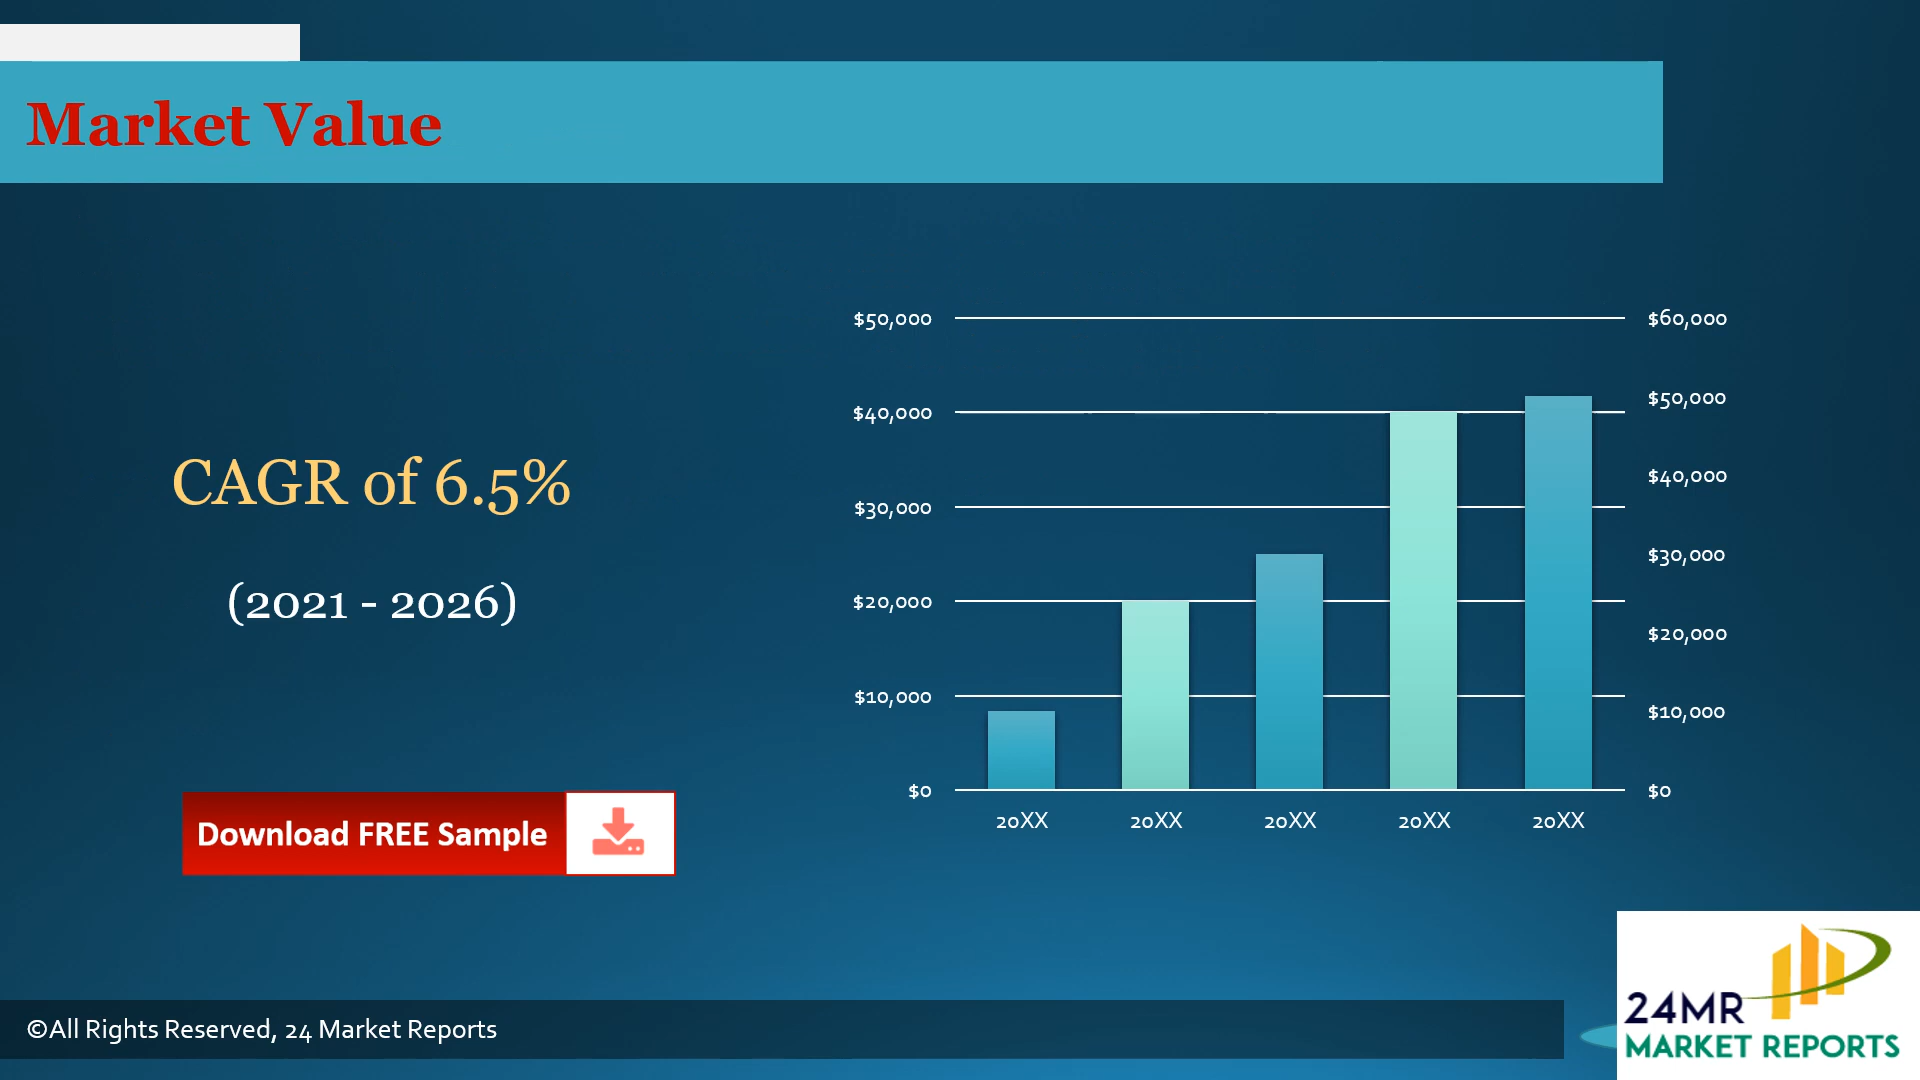 Market Value
CAGR of 6.5%
(2021 - 2026)
Download FREE Sample
$50,000
$40,000
$30,000
$20,000
$10,000
$0
$60,000
$50,000
$40,000
$30,000
$20,000
$10,000
$0
20XX 20XX 20XX 20XX 20XX
©All Rights Reserved, 24 Market Reports
24MR
MARKET REPORTS